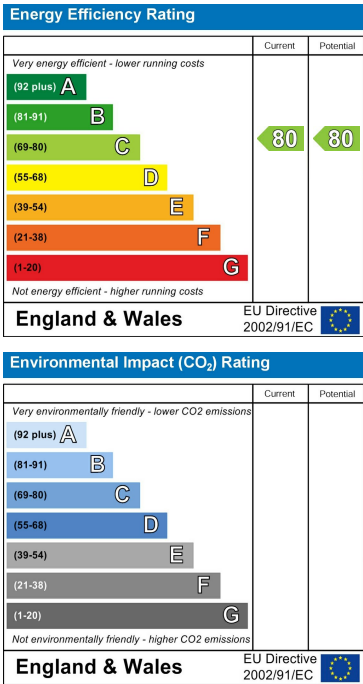 Energy Efficiency Rating
Current Potential
Very energy efficient - lower running costs
(92 plus) A
(81-91) B
(69-80) C 80 80
(55-68) D
(39-54) E
(21-38) F
(1-20) G
Not energy efficient - higher running costs
England & Wales EU Directive
2002/91/EC
Environmental Impact (CO₂) Rating
Current Potential
Very environmentally friendly - lower CO2 emissions
(92 plus) A
(81-91) B
(69-80) C
(55-68) D
(39-54) E
(21-38) F
(1-20) G
Not environmentally friendly - higher CO2 emissions
England & Wales EU Directive
2002/91/EC